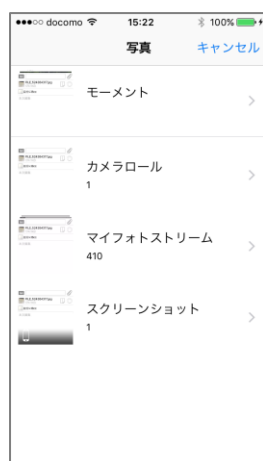 docomo 15:22 100%
写真 キャンセル
モーメント
カメラロール
1
マイフォトストリーム
410
スクリーンショット
1